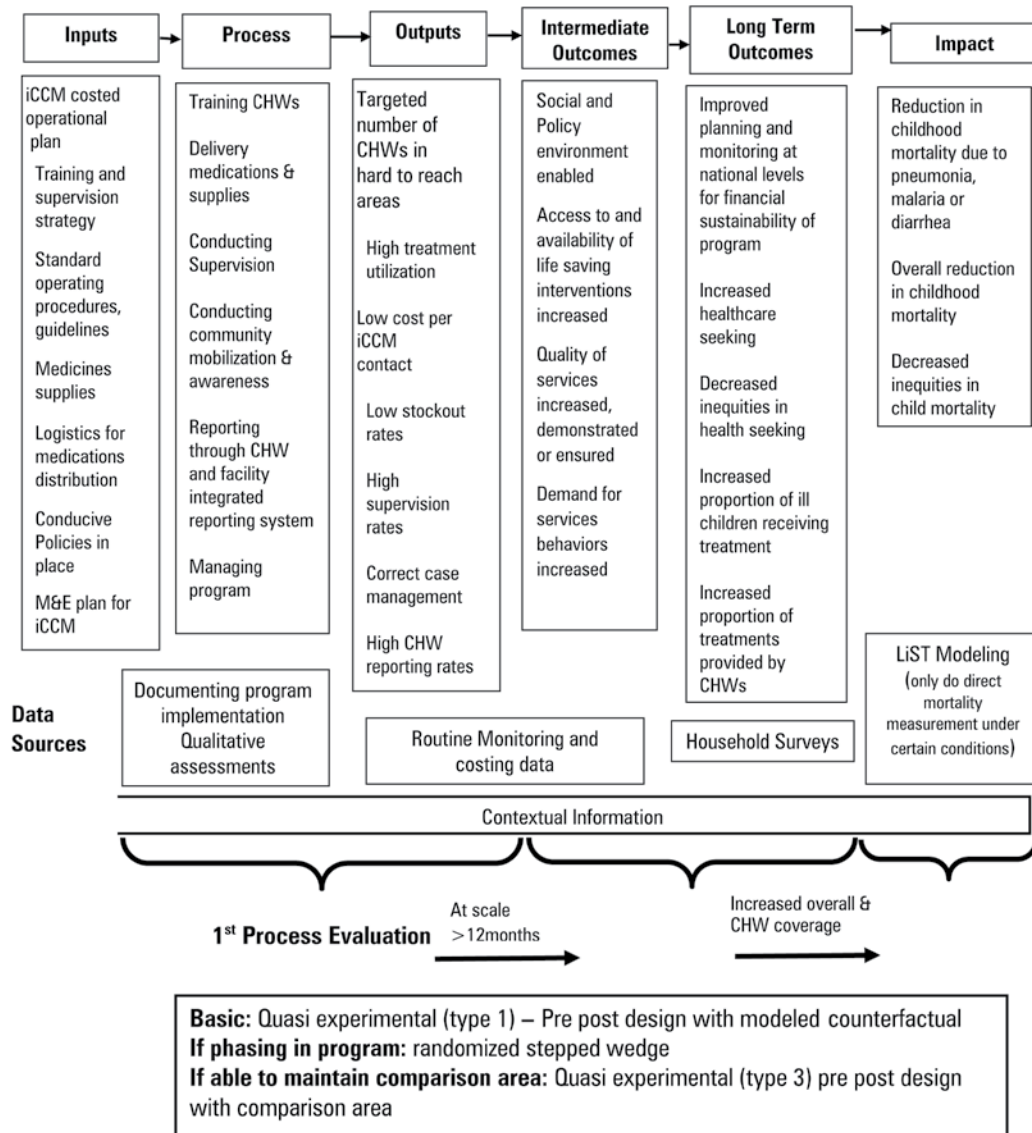 Inputs
Process
Outputs
Intermediate
Outcomes
Long Term
Outcomes
Impact
iCCM costed
operational
plan
Training and
supervision
strategy
Standard
operating
procedures,
guidelines
Medicines
supplies
Logistics for
medications
distribution
Conducive
Policies in
place
M&E plan for
iCCM
Training CHWs
Delivery
medications &
supplies
Conducting
Supervision
Conducting
community
mobilization &
awareness
Reporting
through CHW
and facility
integrated
reporting system
Managing
program
Targeted
number of
CHWs in
hard to reach
areas
High treatment
utilization
Low cost per
iCCM
contact
Low stockout
rates
High
supervision
rates
Correct case
management
High CHW
reporting rates
Social and
Policy
environment
enabled
Access to and
availability of
life saving
interventions
increased
Quality of
services
increased,
demonstrated
or ensured
Demand for
services
behaviors
increased
Improved
planning and
monitoring at
national levels
for financial
sustainability of
program
Increased
healthcare
seeking
Decreased
inequities in
health seeking
Increased
proportion of ill
children receiving
treatment
Increased
proportion of
treatments
provided by
CHWs
Reduction in
childhood
mortality due to
pneumonia,
malaria or
diarrhea
Overall reduction
in childhood
mortality
Decreased
inequities in
child mortality
Data
Sources
Documenting program
implementation
Qualitative
assessments
Routine Monitoring and
costing data
Household Surveys
LiST Modeling
(only do direct
mortality
measurement under
certain conditions)
Contextual Information
1st Process Evaluation
At scale
>12months
Increased overall &
CHW coverage
Basic: Quasi experimental (type 1) – Pre post design with modeled counterfactual
If phasing in program: randomized stepped wedge
If able to maintain comparison area: Quasi experimental (type 3) pre post design
with comparison area